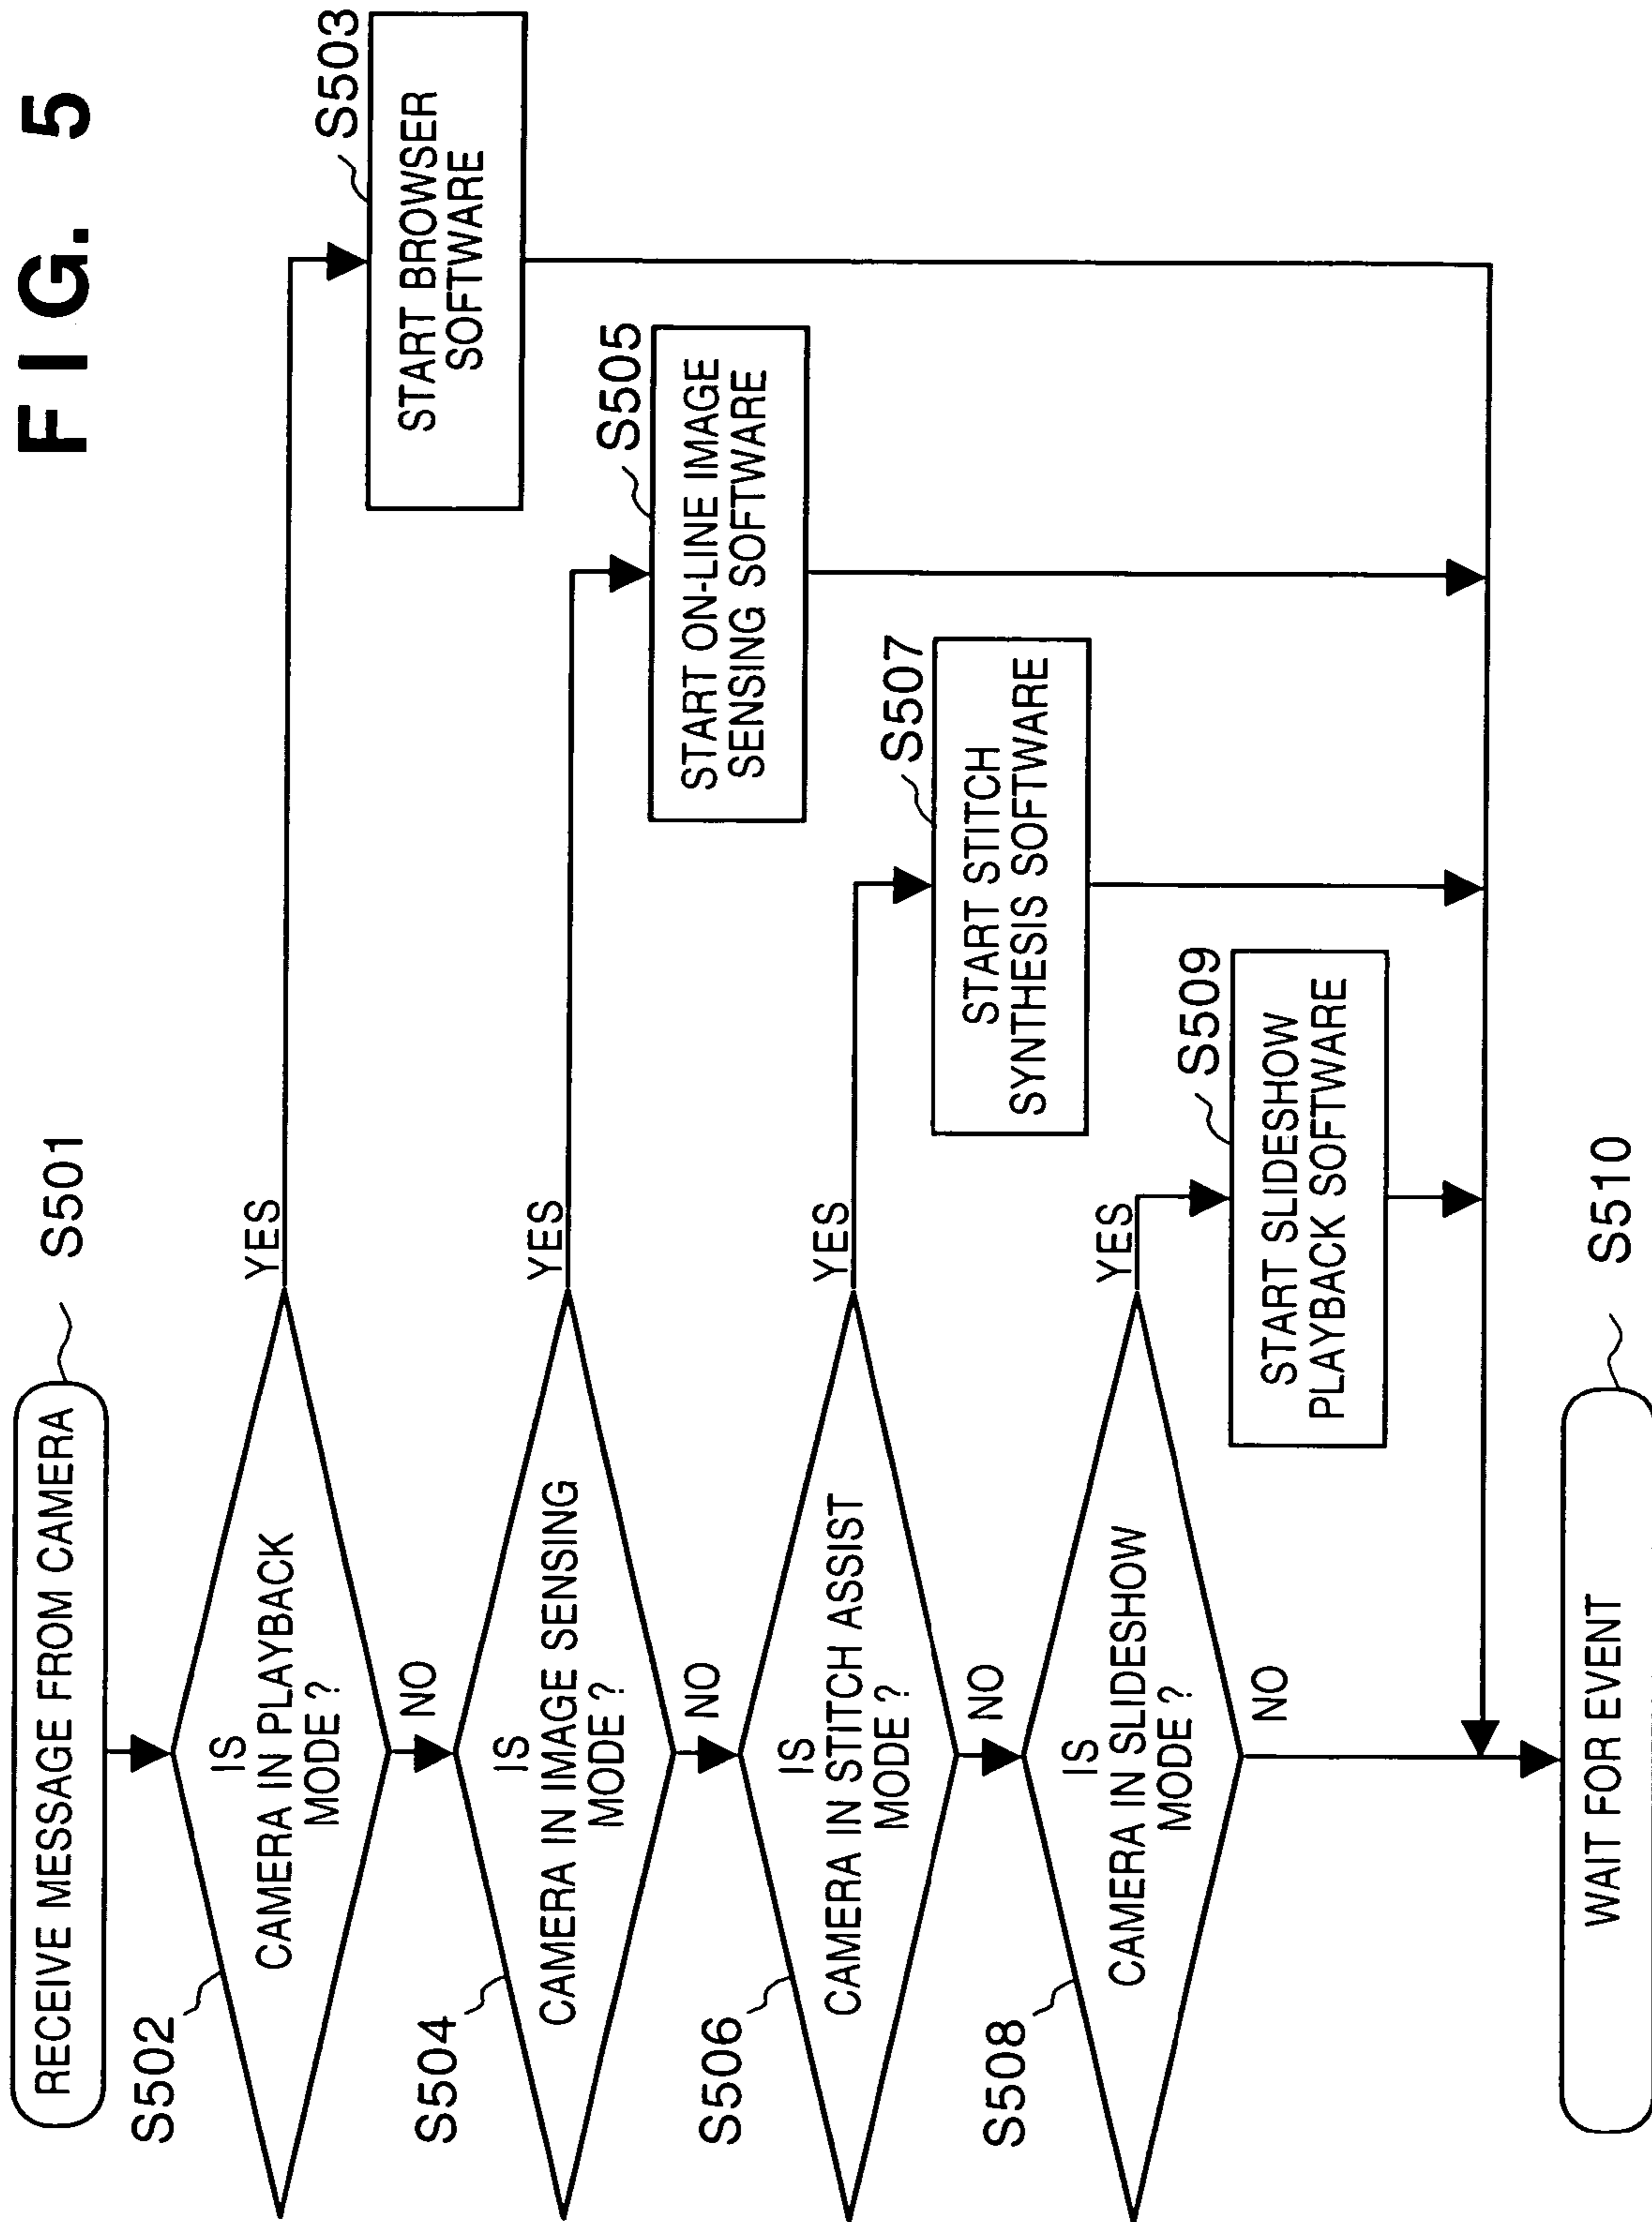 FIG. 5
RECEIVE MESSAGE FROM CAMERA
S501
S502
IS
CAMERA IN PLAYBACK
MODE ?
YES
NO
S503
START BROWSER
SOFTWARE
S504
IS
CAMERA IN IMAGE SENSING
MODE ?
YES
NO
S505
START ON-LINE IMAGE
SENSING SOFTWARE
S506
IS
CAMERA IN STITCH ASSIST
MODE ?
YES
NO
S507
START STITCH
SYNTHESIS SOFTWARE
S508
IS
CAMERA IN SLIDESHOW
MODE ?
YES
NO
S509
START SLIDESHOW
PLAYBACK SOFTWARE
WAIT FOR EVENT
S510